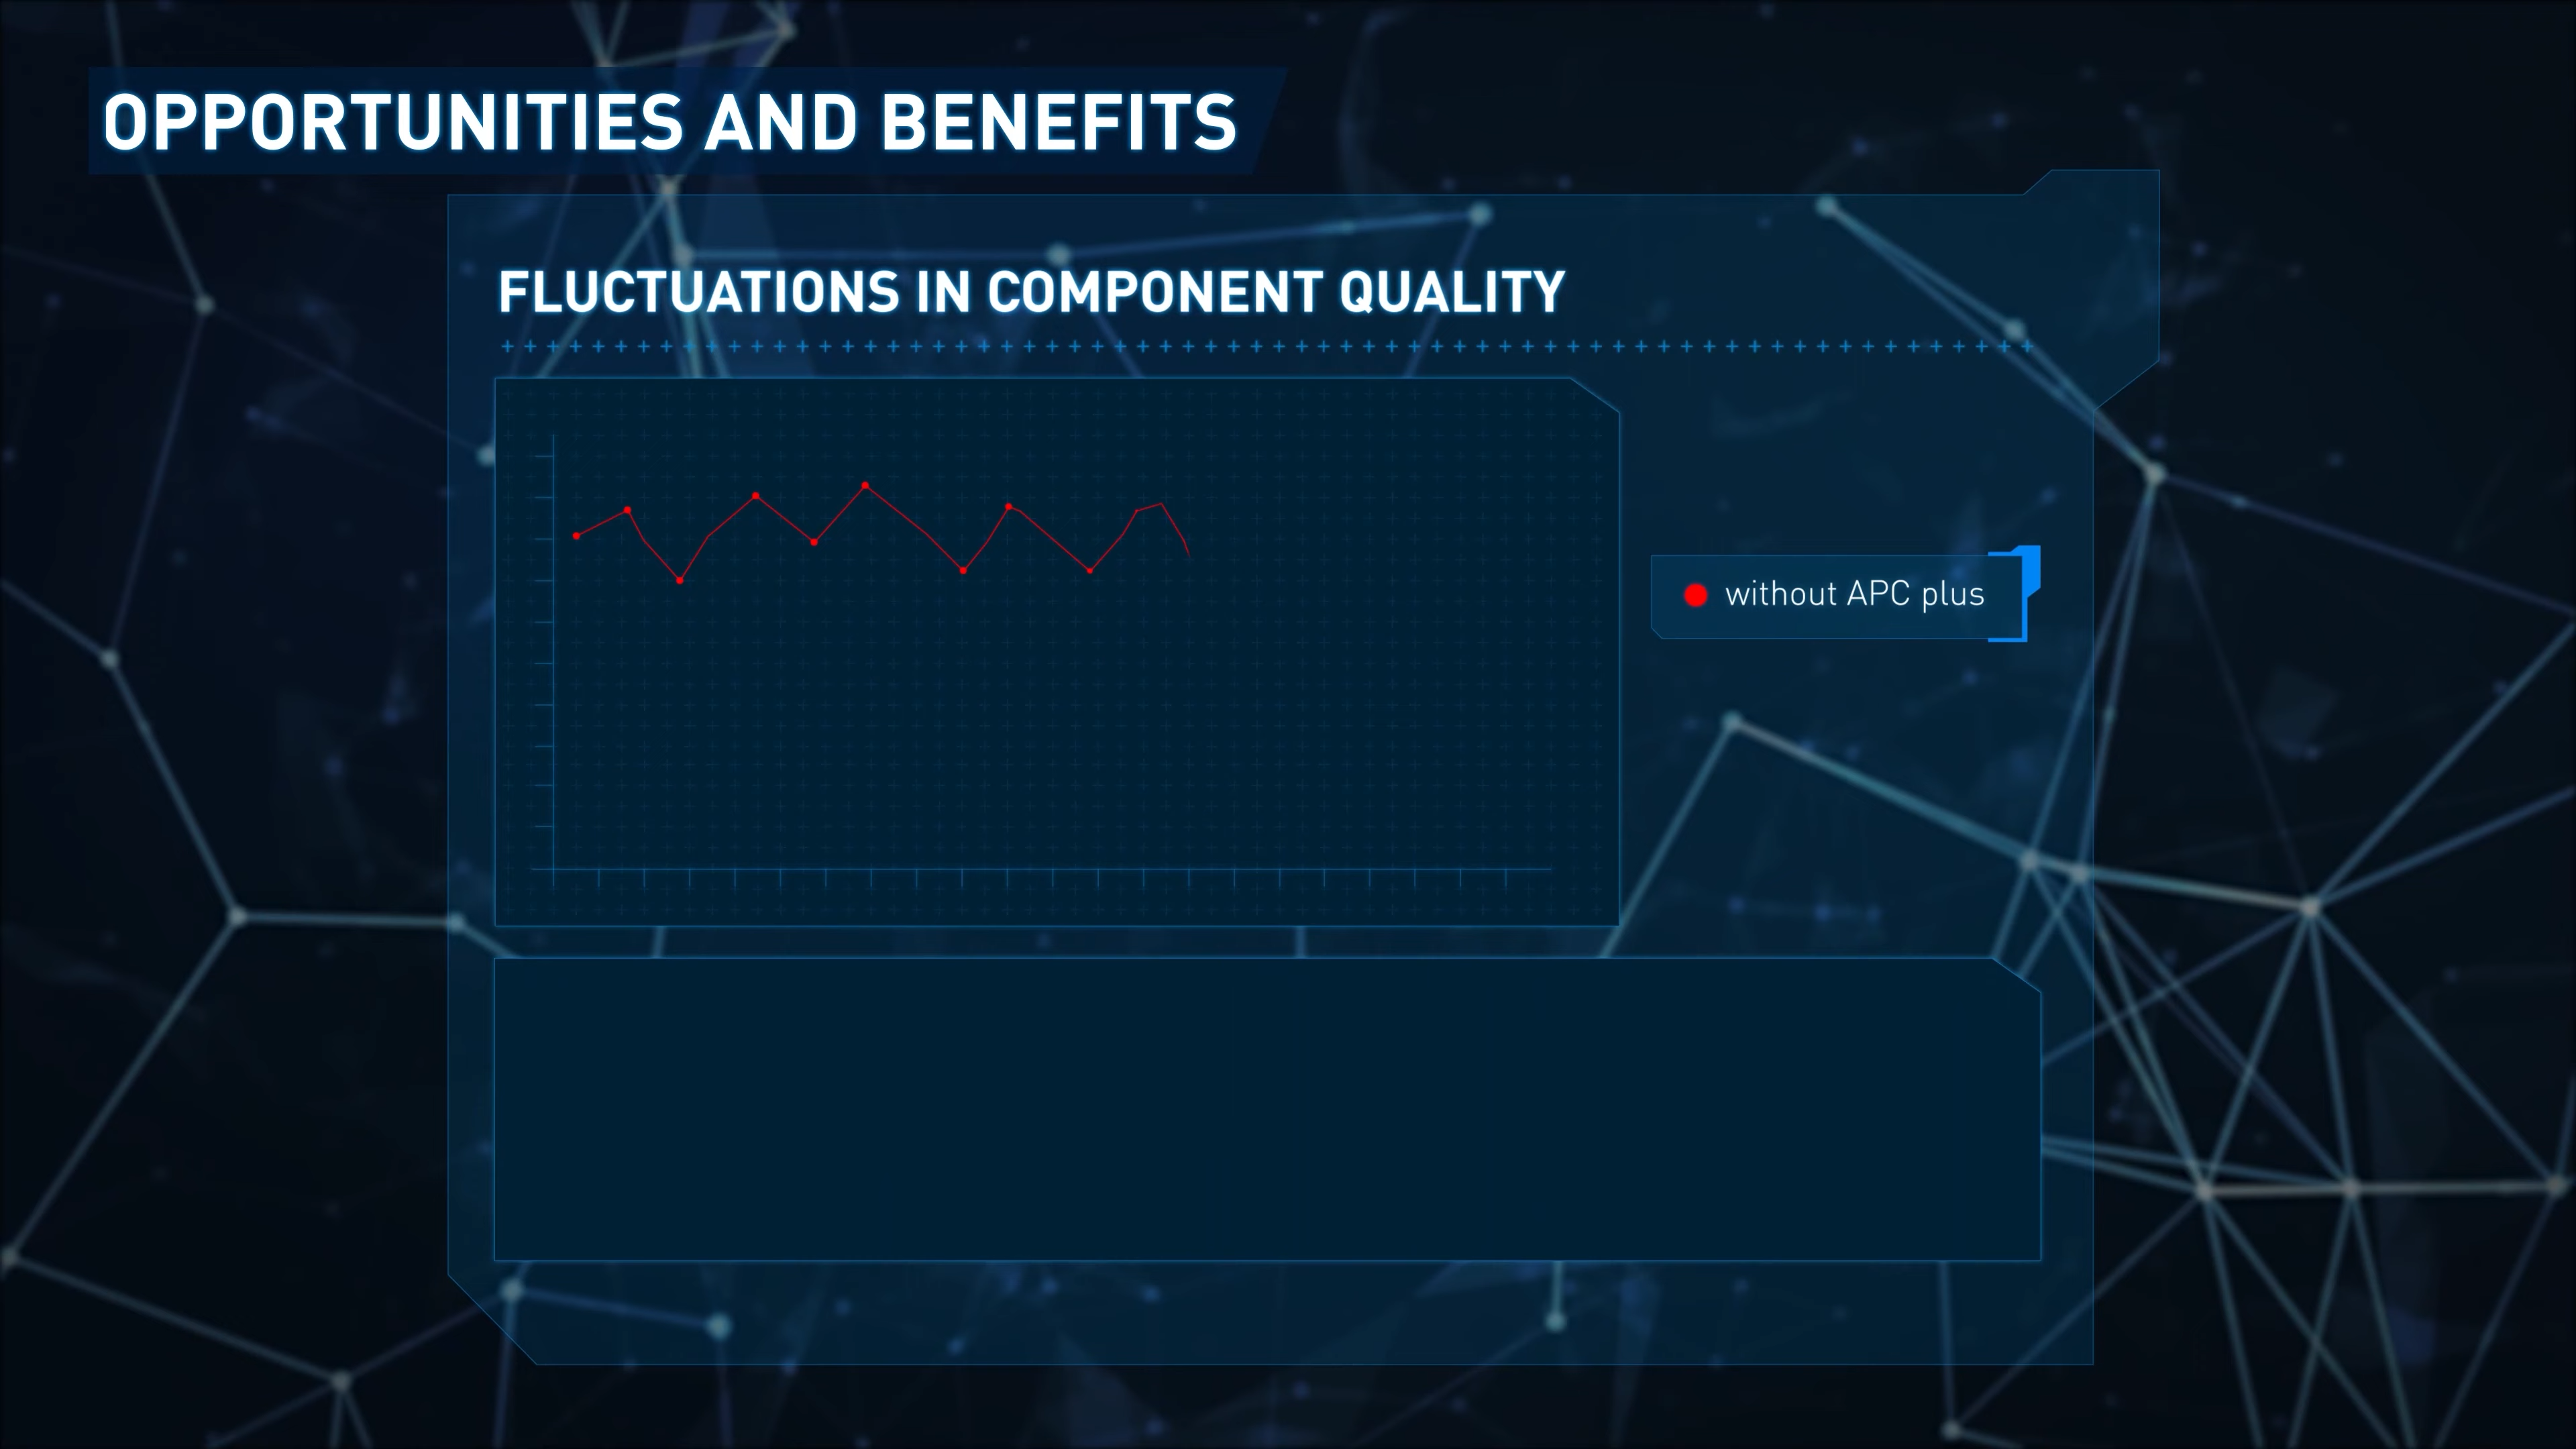 OPPORTUNITIES AND BENEFITS
FLUCTUATIONS IN COMPONENT QUALITY
without APC plus